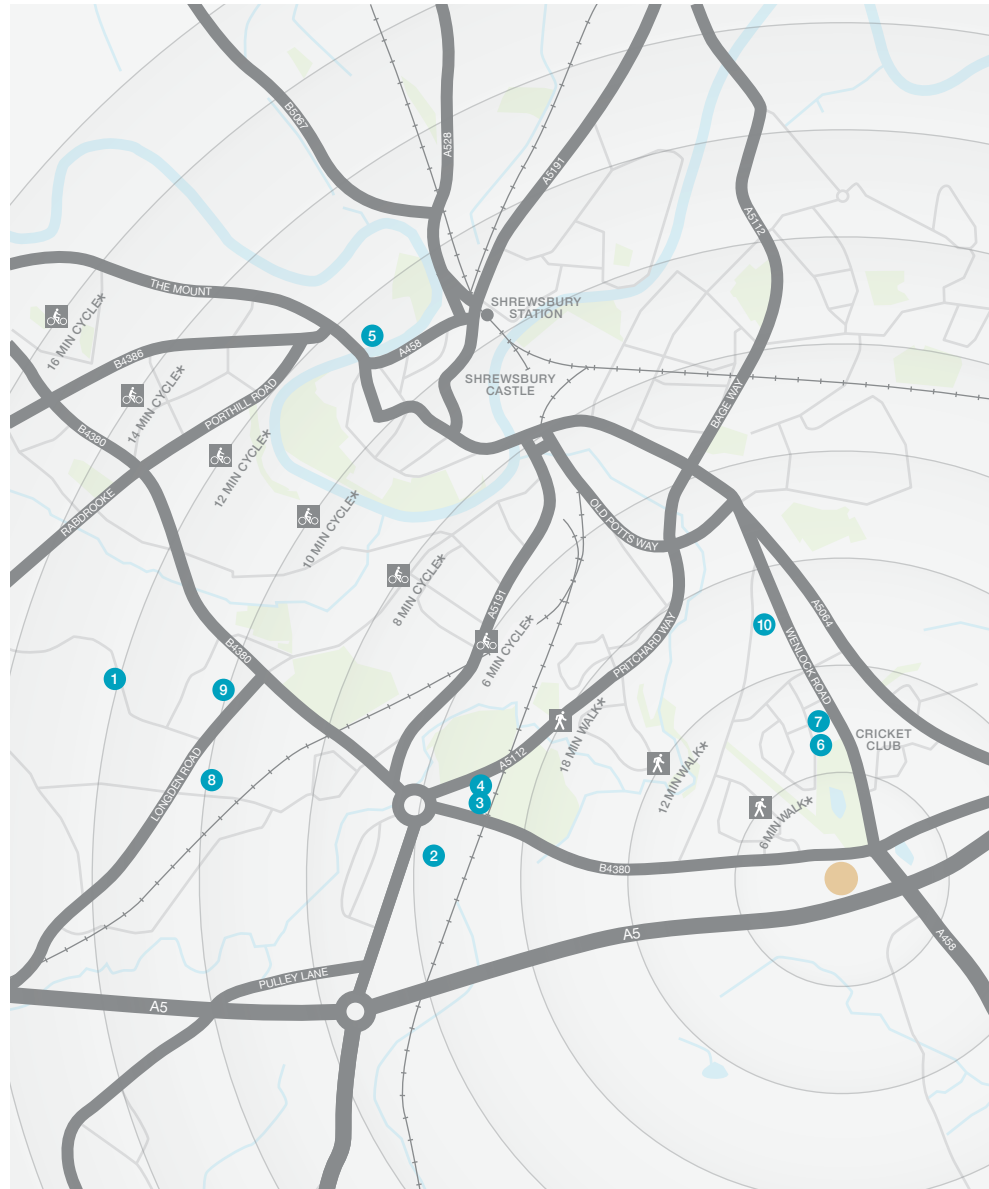 B5067
A528
A5191
A5112
THE MOUNT
16 MIN CYCLE*
SHREWSBURY
STATION
5
A458
B4386
SHREWSBURY
CASTLE
14 MIN CYCLE*
PORTHILL ROAD
BAGE WAY
B4380
12 MIN CYCLE*
RABDROOKE
10 MIN CYCLE*
OLD POTTS WAY
8 MIN CYCLE*
A5191
A5064
10
6 MIN CYCLE*
PRITCHARD WAY
WENLOCK ROAD
B4380
1
9
18 MIN WALK*
7
6
CRICKET
CLUB
LONGDEN ROAD
8
A5112
12 MIN WALK*
4
3
6 MIN WALK*
2
B4380
A5
A458
PULLEY LANE
A5